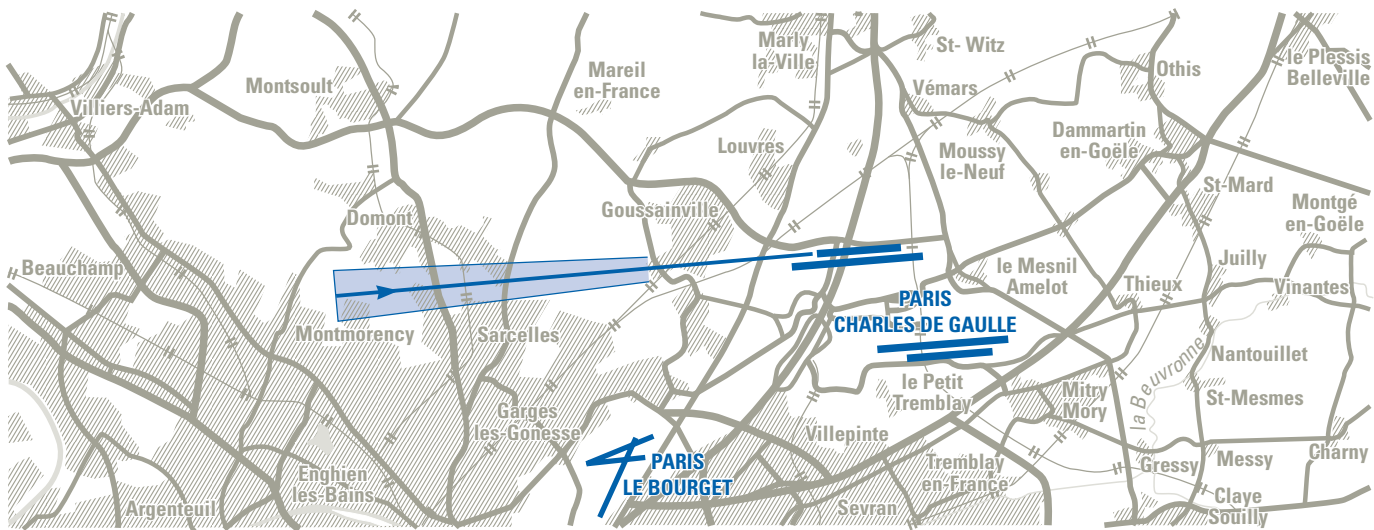 Marly
la-Ville
St- Witz
le Plessis
Belleville
Mareil
en-France
Othis
Montsoult
Vémars
Villiers-Adam
Dammartin
en-Goële
Louvres
Moussy
le-Neuf
St-Mard
Montgé
en-Goële
Goussainville
Domont
Beauchamp
le Mesnil
Amelot
Juilly
Thieux
Vinantes
PARIS
CHARLES DE GAULLE
Montmorency
Sarcelles
Nantouillet
la Beuvronne
le Petit
Tremblay
Mitry
Mory
St-Mesmes
Garges
les-Gonesse
Villepinte
Charny
PARIS
LE BOURGET
Tremblay
en-France
Gressy
Messy
Enghien
les-Bains
Claye
Souilly
Argenteuil
Sevran